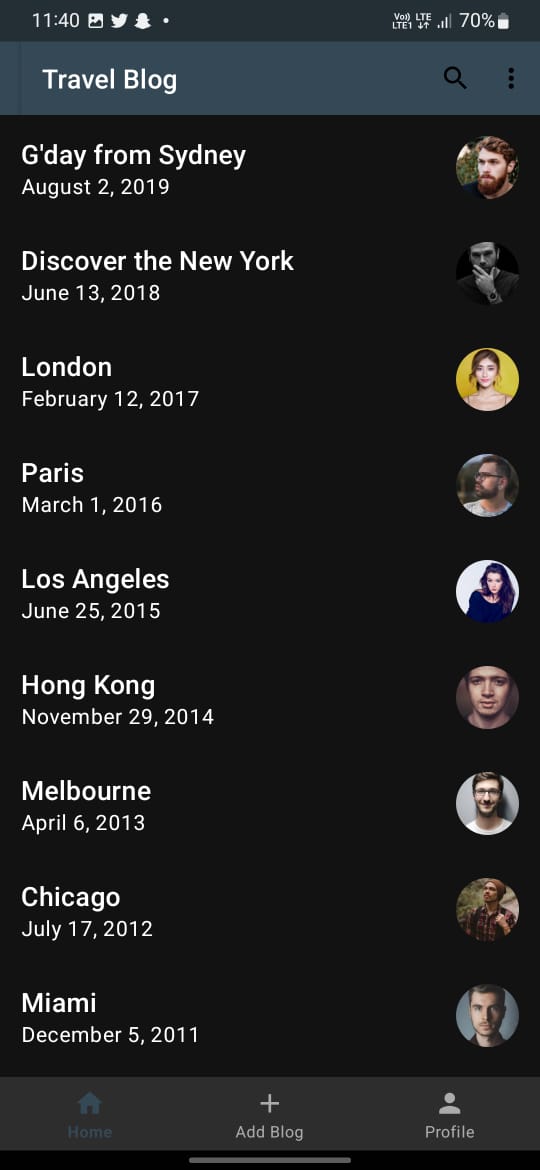 11:40
Vo)) LTE
LTE1
70%
Travel Blog
G'day from Sydney
August 2, 2019
Discover the New York
June 13, 2018
London
February 12, 2017
Paris
March 1, 2016
Los Angeles
June 25, 2015
Hong Kong
November 29, 2014
Melbourne
April 6, 2013
Chicago
July 17, 2012
Miami
December 5, 2011
Home
Add Blog
Profile